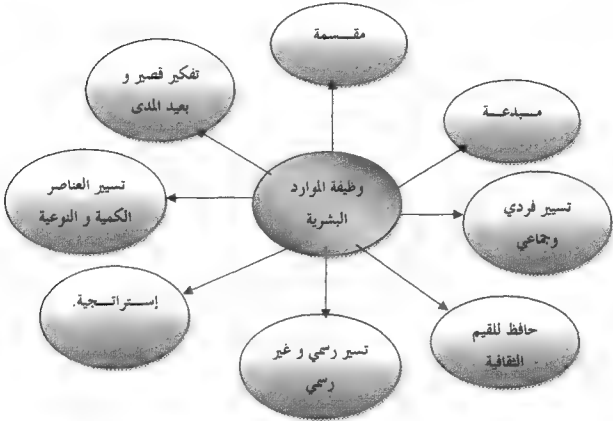 مقسمة
تفكير قصير و
بعيد المدى
مبدعة
وظيفة الموارد
البشرية
تسيير العناصر
الكمية و النوعية
تسيير فردي
وجماعي
إستراتجية.
حافظ للقيم
الثقافية
تسير رسمي و غير
رسمي